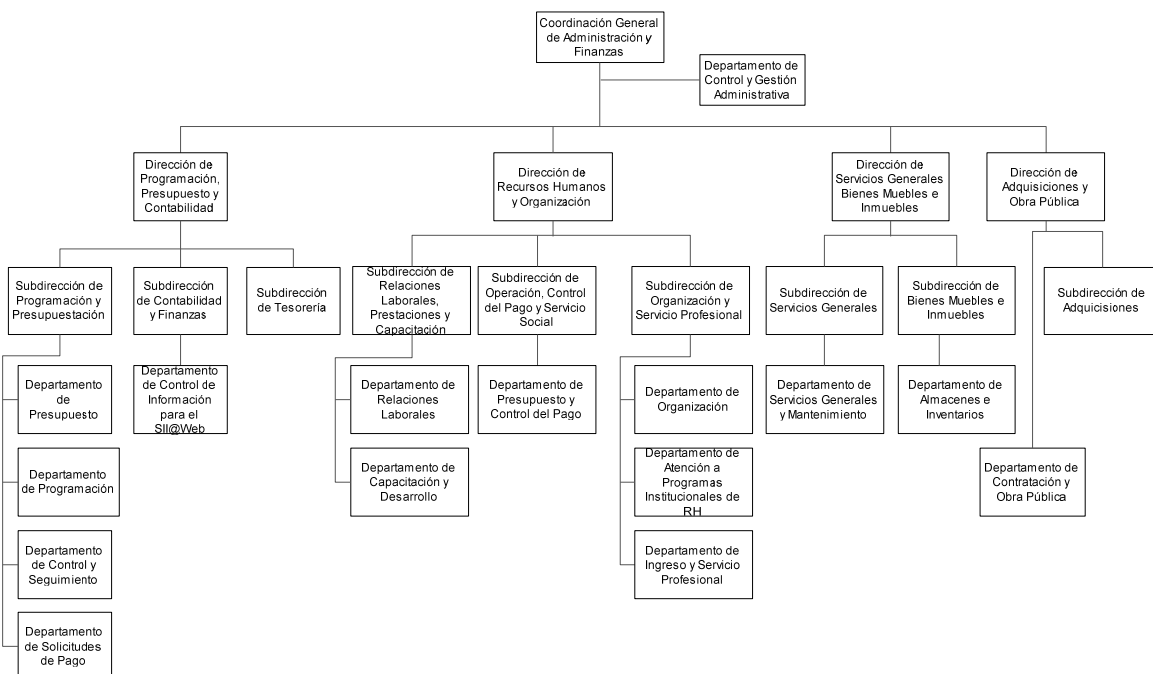 Coordinación General
de Administración y
Finanzas
Departamento de
Control y Gestión
Administrativa
Dirección de
Programación,
Presupuesto y
Contabilidad
Dirección de
Recursos Humanos
y Organización
Dirección de
Servicios Generales
Bienes Muebles e
Inmuebles
Dirección de
Adquisiciones y
Obra Pública
Subdirección de
Programación y
Presupuestación
Subdirección
de Contabilidad
y Finanzas
Subdirección
de Tesorería
Subdirección de
Relaciones
Laborales,
Prestaciones y
Capacitación
Subdirección de
Operación, Control
del Pago y Servicio
Social
Subdirección de
Organización y
Servicio Profesional
Subdirección de
Servicios Generales
Subdirección de
Bienes Muebles e
Inmuebles
Subdirección de
Adquisiciones
Departamento
de
Presupuesto
Departamento
de Control de
Información
para el
SII@Web
Departamento de
Relaciones
Laborales
Departamento de
Presupuesto y
Control del Pago
Departamento de
Organización
Departamento de
Servicios Generales
y Mantenimiento
Departamento de
Almacenes e
Inventarios
Departamento
de Programación
Departamento de
Capacitación y
Desarrollo
Departamento de
Atención a
Programas
Institucionales de
RH
Departamento de
Contratación y
Obra Pública
Departamento
de Control y
Seguimiento
Departamento de
Ingreso y Servicio
Profesional
Departamento
de Solicitudes
de Pago